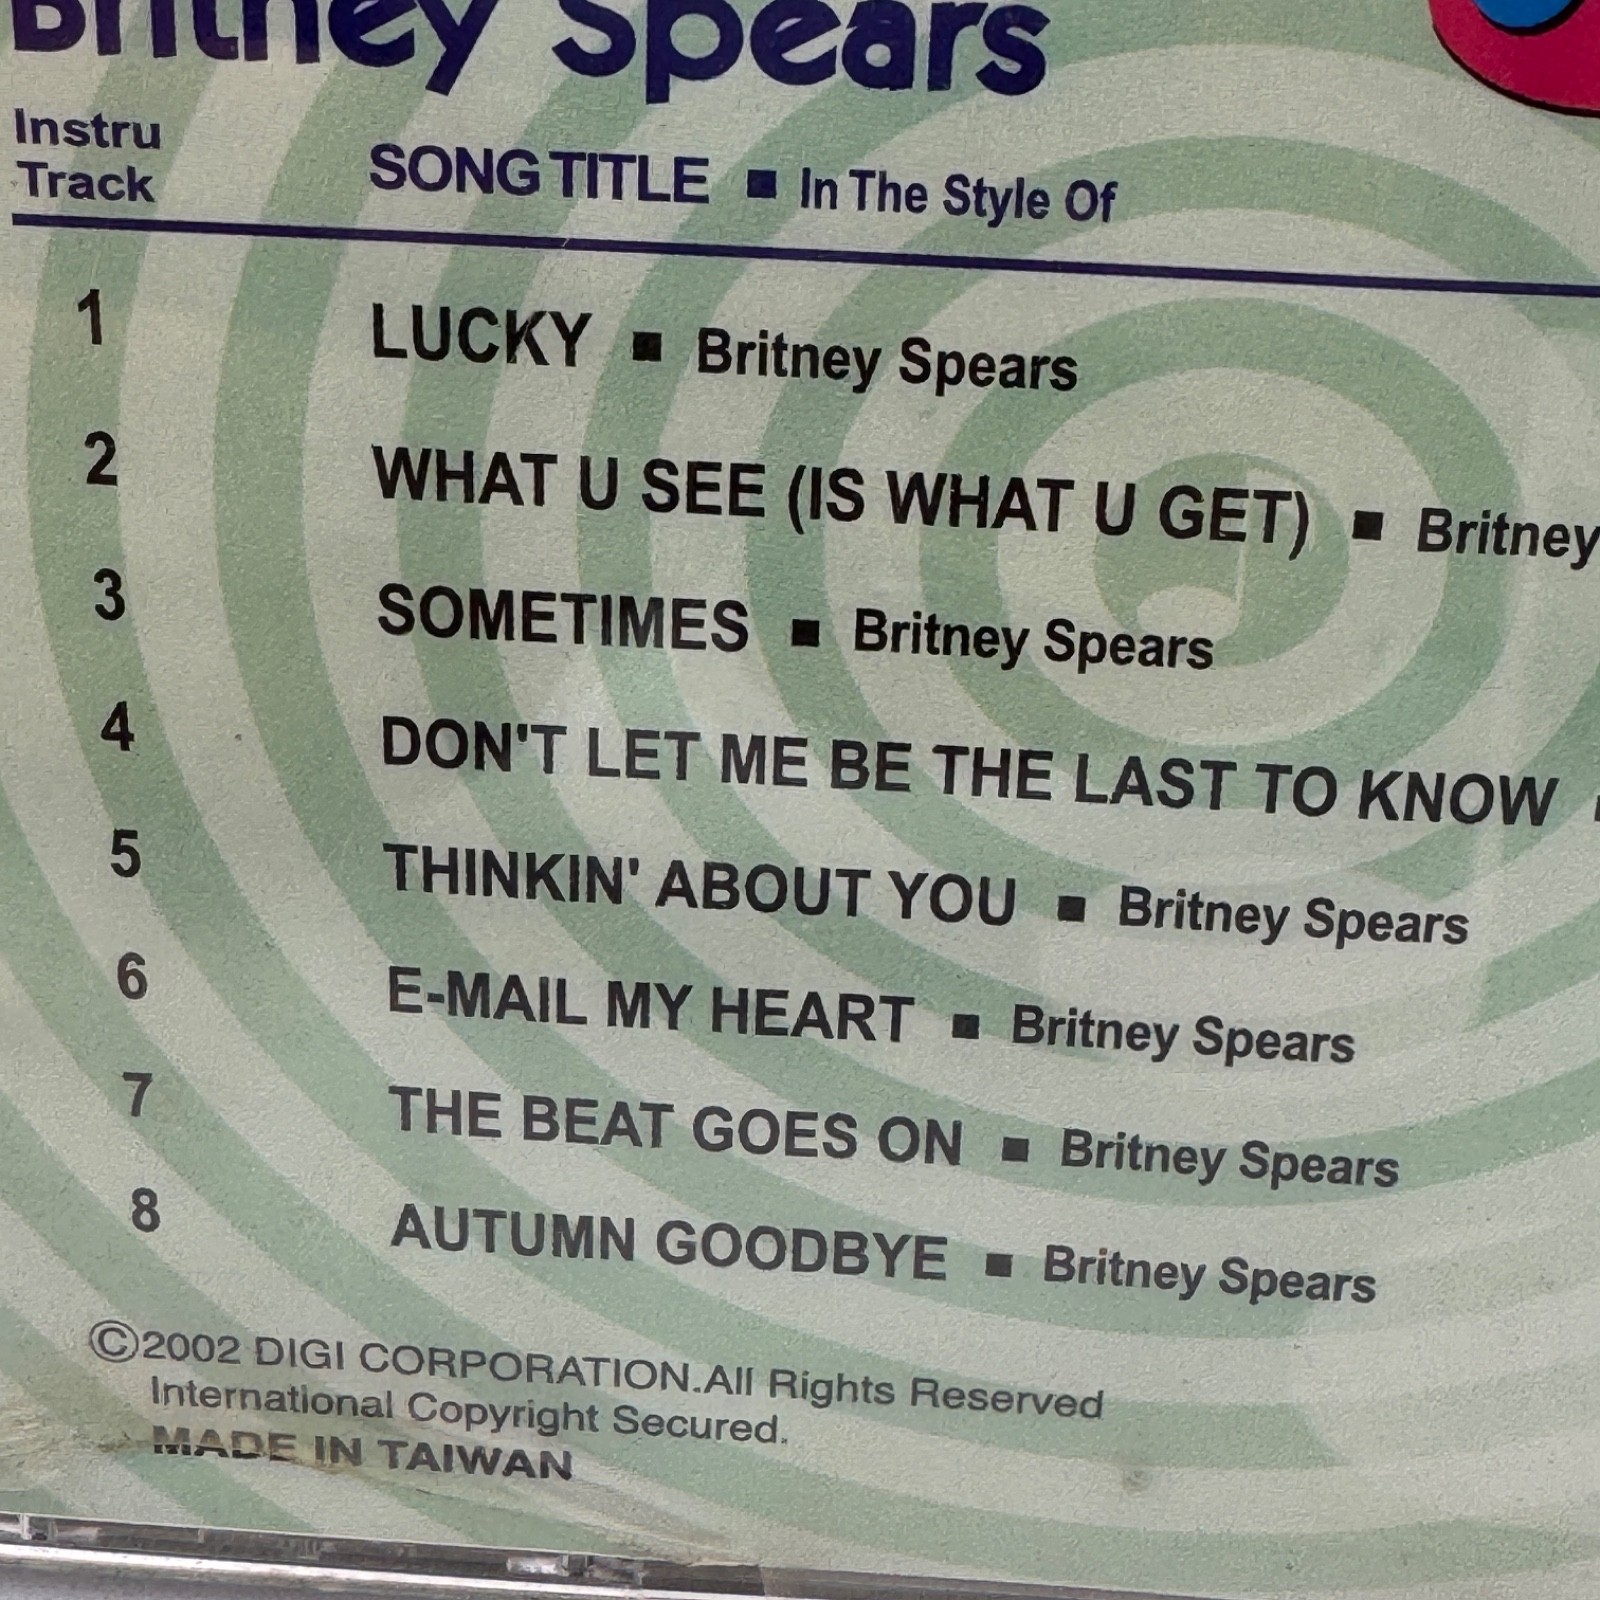 Britney Spears
Instru
Track
SONG TITLE ■ In The Style Of
1 LUCKY ■ Britney Spears
2 WHAT U SEE (IS WHAT U GET) ■ Britney
3 SOMETIMES ■ Britney Spears
4 DON'T LET ME BE THE LAST TO KNOW
5 THINKIN' ABOUT YOU ■ Britney Spears
6 E-MAIL MY HEART ■ Britney Spears
7 THE BEAT GOES ON ■ Britney Spears
8 AUTUMN GOODBYE ■ Britney Spears
©2002 DIGI CORPORATION.All Rights Reserved
International Copyright Secured.
MADE IN TAIWAN